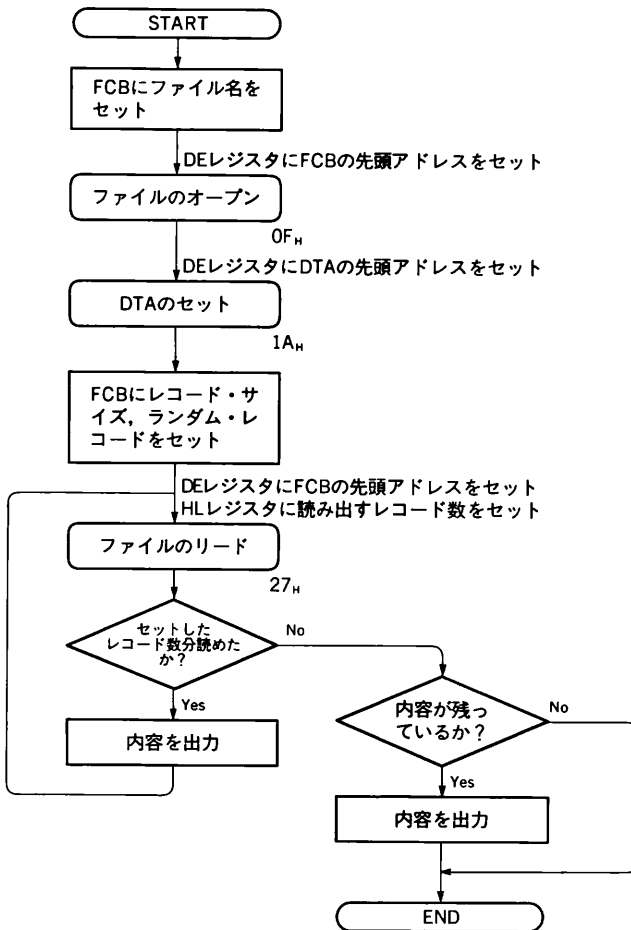 START
FCBにファイル名を
セット
DEレジスタにFCBの先頭アドレスをセット
ファイルのオープン
0FH
DEレジスタにDTAの先頭アドレスをセット
DTAのセット
1AH
FCBにレコード・サ
イズ，ランダム・レ
コードをセット
DEレジスタにFCBの先頭アドレスをセット
HLレジスタに読み出すレコード数をセット
ファイルのリード
27H
セットした
レコード数分読めた
か？
No
Yes
内容を出力
内容が残っ
ているか？
No
Yes
内容を出力
END